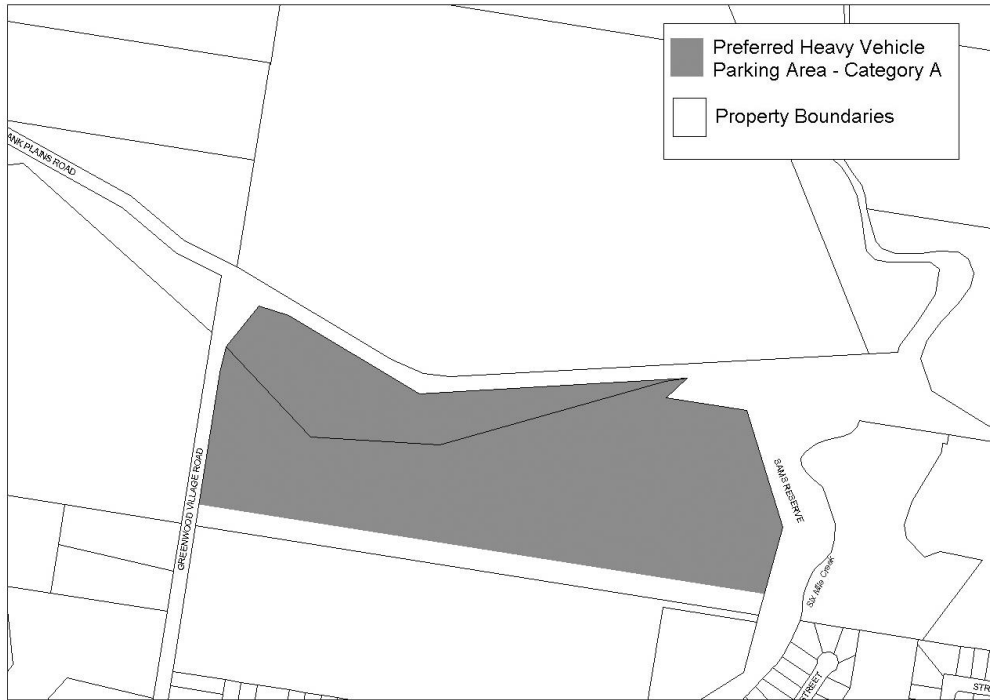 Preferred Heavy Vehicle
Parking Area - Category A
Property Boundaries
ANK PLAINS ROAD
GREENWOOD VILLAGE ROAD
SAMS RESERVE
Six Mile Creek
STREET
STR